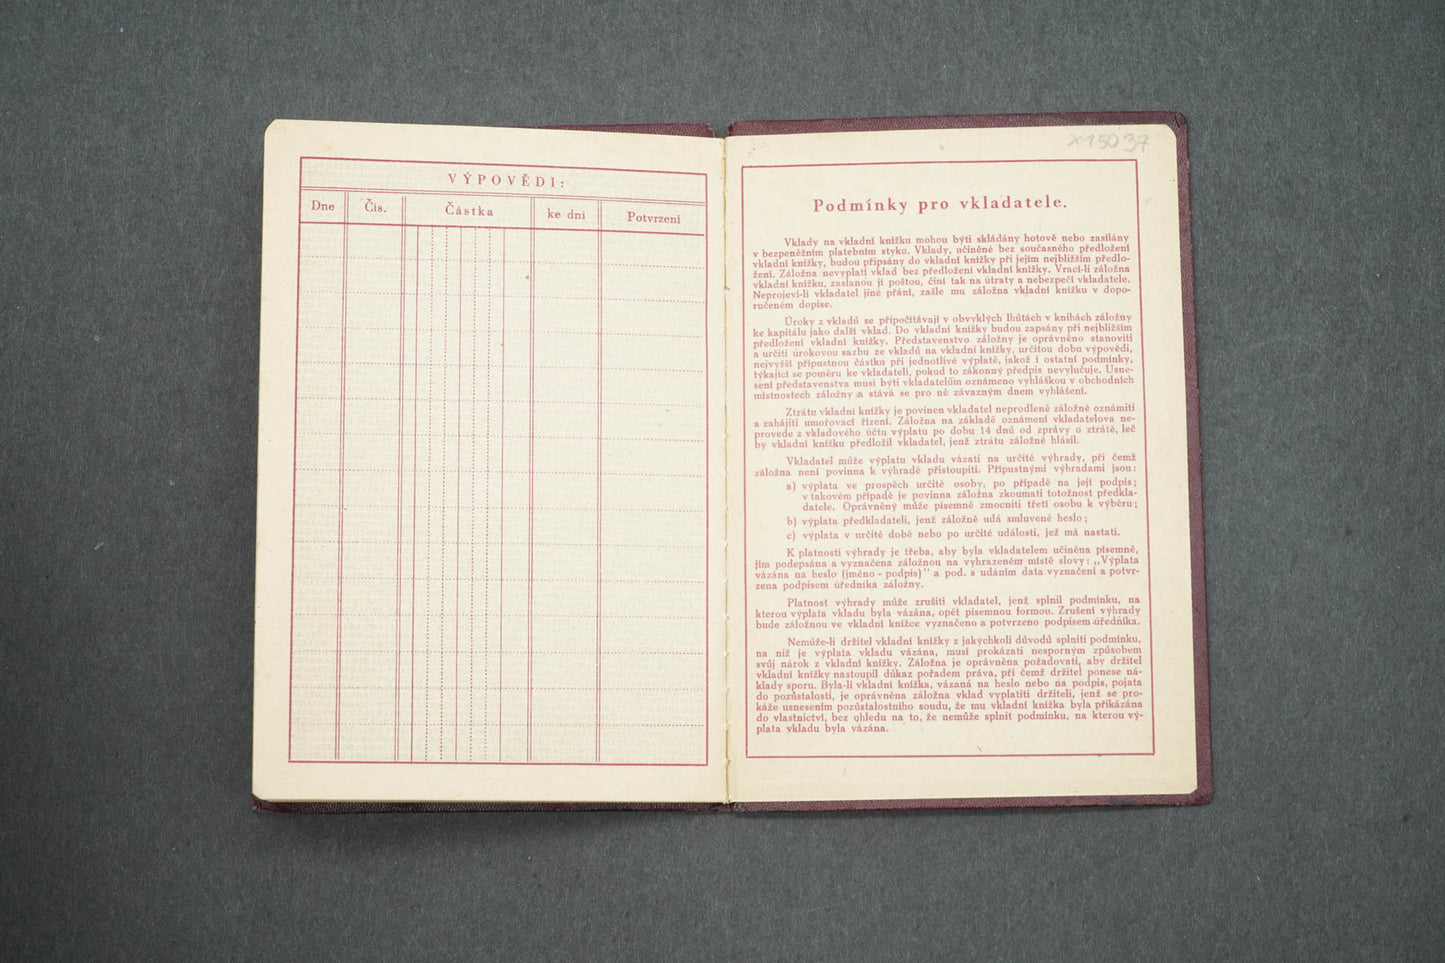 VÝPOVĚDI:
Dne Čís. Částka ke dni Potvrzení
x15037
Podmínky pro vkladatele.
Vklady na vkladní knížku mohou býti skládány hotově nebo zasílány
v bezpeněžním platebním styku. Vklady, učiněné bez současného předložení
vkladní knížky, budou připsány do vkladní knížky při jejím nejbližším předlo-
žení. Záložna nevyplatí vklad bez předložení vkladní knížky. Vrací-li záložna
vkladní knížku, zaslanou jí poštou, činí tak na útraty a nebezpečí vkladatele.
Neprojeví-li vkladatel jiné přání, zašle mu záložna vkladní knížku v dopo-
ručeném dopise.
Úroky z vkladů se připočítávají v obvyklých lhůtách v knihách záložny
ke kapitálu jako další vklad. Do vkladní knížky budou zapsány při nejbližším
předložení vkladní knížky. Představenstvo záložny je oprávněno stanoviti
a určiti úrokovou sazbu ze vkladů na vkladní knížky, určitou dobu výpovědi,
nejvyšší přípustnou částku při jednotlivé výplatě, jakož i ostatní podmínky,
týkající se poměru ke vkladateli, pokud to zákonný předpis nevylučuje. Usne-
sení představenstva musí býti vkladatelům oznámeno vyhláškou v obchodních
místnostech záložny a stává se pro ně závazným dnem vyhlášení.
Ztrátu vkladní knížky je povinen vkladatel neprodleně záložně oznámiti
a zahájiti umořovací řízení. Záložna na základě oznámení vkladatelova ne-
provede z vkladového účtu výplatu po dobu 14 dnů od zprávy o ztrátě, leč
by vkladní knížku předložil vkladatel, jenž ztrátu záložně hlásil.
Vkladatel může výplatu vkladu vázati na určité výhrady, při čemž
záložna není povinna k výhradě přistoupiti. Přípustnými výhradami jsou:
a) výplata ve prospěch určité osoby, po případě na její podpis;
v takovém případě je povinna záložna zkoumati totožnost předkla-
datele. Oprávněný může písemně zmocniti třetí osobu k výběru;
b) výplata předkladateli, jenž záložně udá smluvené heslo;
c) výplata v určité době nebo po určité události, jež má nastati.
K platnosti výhrady je třeba, aby byla vkladatelem učiněna písemně,
jím podepsána a vyznačena záložnou na vyhrazeném místě slovy: „Výplata
vázána na heslo (jméno - podpis)" a pod. s udáním data vyznačení a potvr-
zena podpisem úředníka záložny.
Platnost výhrady může zrušiti vkladatel, jenž splnil podmínku, na
kterou výplata vkladu byla vázána, opět písemnou formou. Zrušení výhrady
bude záložnou ve vkladní knížce vyznačeno a potvrzeno podpisem úředníka.
Nemůže-li držitel vkladní knížky z jakýchkoli důvodů splniti podmínku,
na níž je výplata vkladu vázána, musí prokázati nesporným způsobem
svůj nárok z vkladní knížky. Záložna je oprávněna požadovati, aby držitel
vkladní knížky nastoupil důkaz pořadem práva, při čemž držitel ponese ná-
klady sporu. Byla-li vkladní knížka, vázaná na heslo nebo na podpis, pojata
do pozůstalosti, je oprávněna záložna vklad vyplatiti držiteli, jenž se pro-
káže usnesením pozůstalostního soudu, že mu vkladní knížka byla přikázána
do vlastnictví, bez ohledu na to, že nemůže splnit podmínku, na kterou vý-
plata vkladu byla vázána.